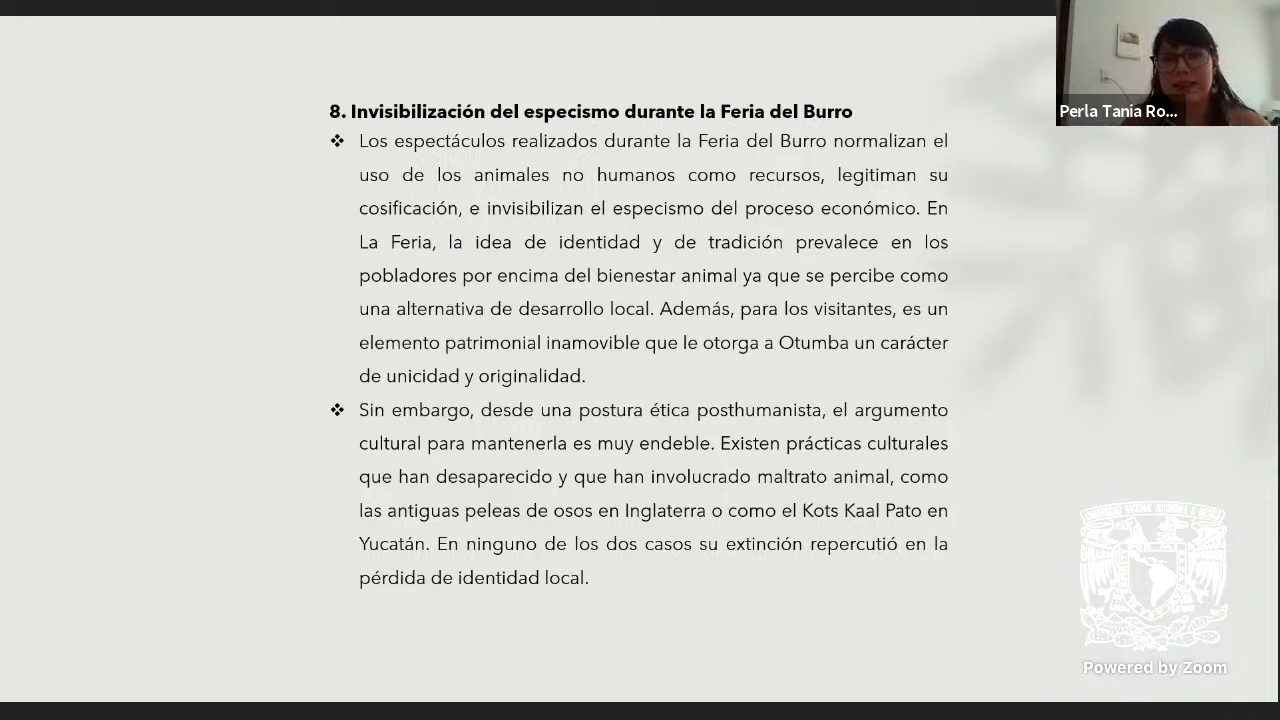 8. Invisibilización del especismo durante la Feria del Burro
❖ Los espectáculos realizados durante la Feria del Burro normalizan el
uso de los animales no humanos como recursos, legitiman su
cosificación, e invisibilizan el especismo del proceso económico. En
La Feria, la idea de identidad y de tradición prevalece en los
pobladores por encima del bienestar animal ya que se percibe como
una alternativa de desarrollo local. Además, para los visitantes, es un
elemento patrimonial inamovible que le otorga a Otumba un carácter
de unicidad y originalidad.
❖ Sin embargo, desde una postura ética posthumanista, el argumento
cultural para mantenerla es muy endeble. Existen prácticas culturales
que han desaparecido y que han involucrado maltrato animal, como
las antiguas peleas de osos en Inglaterra o como el Kots Kaal Pato en
Yucatán. En ninguno de los dos casos su extinción repercutió en la
pérdida de identidad local.
Perla Tania Ro...
Powered by Zoom